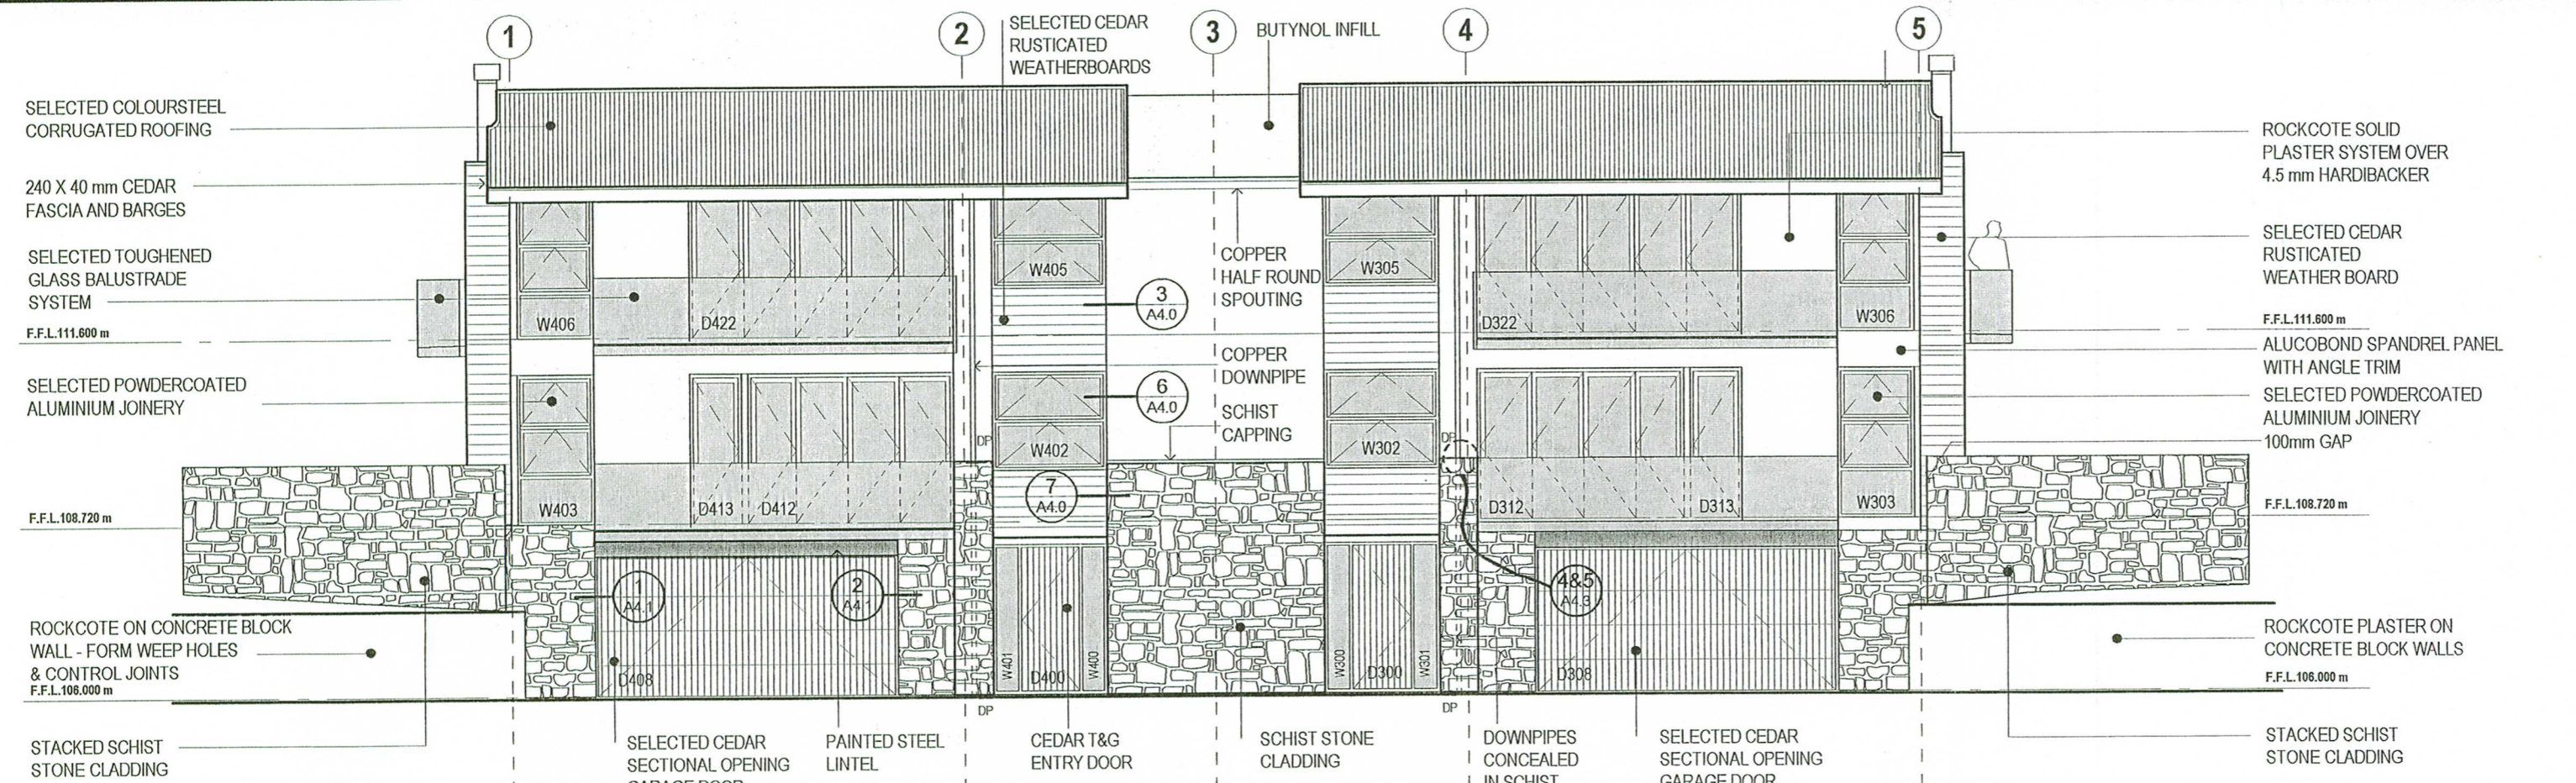 1
2
3
4
5
SELECTED CEDAR
RUSTICATED
WEATHERBOARDS
BUTYNOL INFILL
SELECTED COLOURSTEEL
CORRUGATED ROOFING
240 X 40 mm CEDAR
FASCIA AND BARGES
SELECTED TOUGHENED
GLASS BALUSTRADE
SYSTEM
F.F.L.111.600 m
SELECTED POWDERCOATED
ALUMINIUM JOINERY
F.F.L.108.720 m
ROCKCOTE ON CONCRETE BLOCK
WALL - FORM WEEP HOLES
& CONTROL JOINTS
F.F.L.106.000 m
STACKED SCHIST
STONE CLADDING
W406
D422
W405
W305
D322
W306
3
A4.0
COPPER
HALF ROUND
SPOUTING
COPPER
DOWNPIPE
6
A4.0
SCHIST
CAPPING
DP
DP
W403
D413
D412
W402
W302
D312
D313
W303
7
A4.0
1
A4.1
2
A4.1
4&5
A4.3
D408
W401
D400
W400
W300
D300
W301
D308
DP
DP
SELECTED CEDAR
SECTIONAL OPENING
GARAGE DOOR
PAINTED STEEL
LINTEL
CEDAR T&G
ENTRY DOOR
SCHIST STONE
CLADDING
DOWNPIPES
CONCEALED
IN SCHIST
SELECTED CEDAR
SECTIONAL OPENING
GARAGE DOOR
ROCKCOTE SOLID
PLASTER SYSTEM OVER
4.5 mm HARDIBACKER
SELECTED CEDAR
RUSTICATED
WEATHER BOARD
F.F.L.111.600 m
ALUCOBOND SPANDREL PANEL
WITH ANGLE TRIM
SELECTED POWDERCOATED
ALUMINIUM JOINERY
100mm GAP
F.F.L.108.720 m
ROCKCOTE PLASTER ON
CONCRETE BLOCK WALLS
F.F.L.106.000 m
STACKED SCHIST
STONE CLADDING